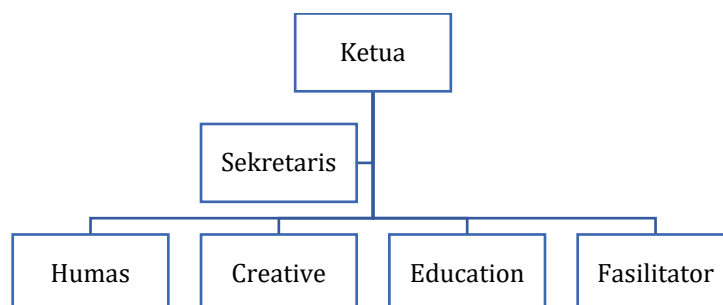 Ketua
Sekretaris
Humas
Creative
Education
Fasilitator